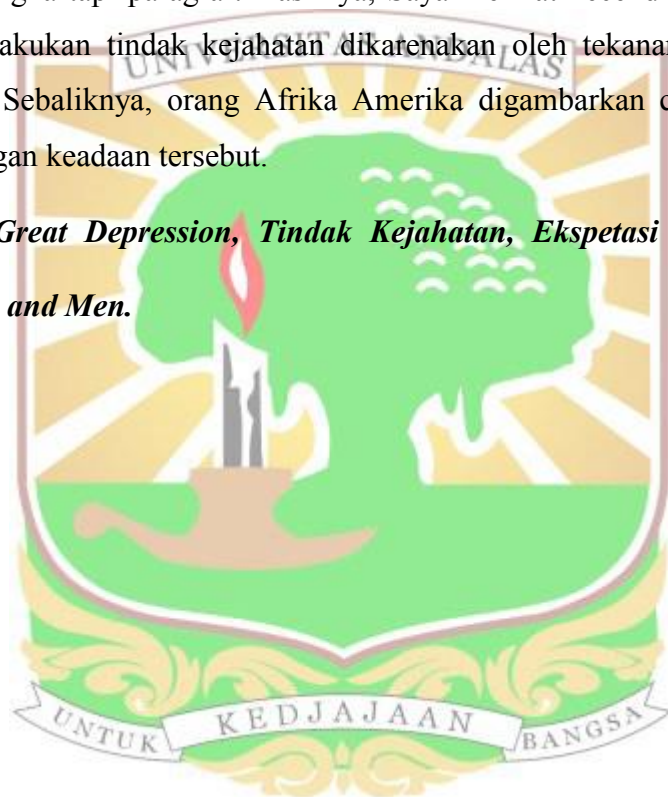 saya
akukan tindak kejahatan dikarenakan oleh tekanan
UNIVERSITAS ANDALAS
Sebaliknya, orang Afrika Amerika digambarkan
gan keadaan tersebut.
Great Depression, Tindak Kejahatan, Ekspetasi
and Men.
UNTUK KEDJAJAAN BANGSA